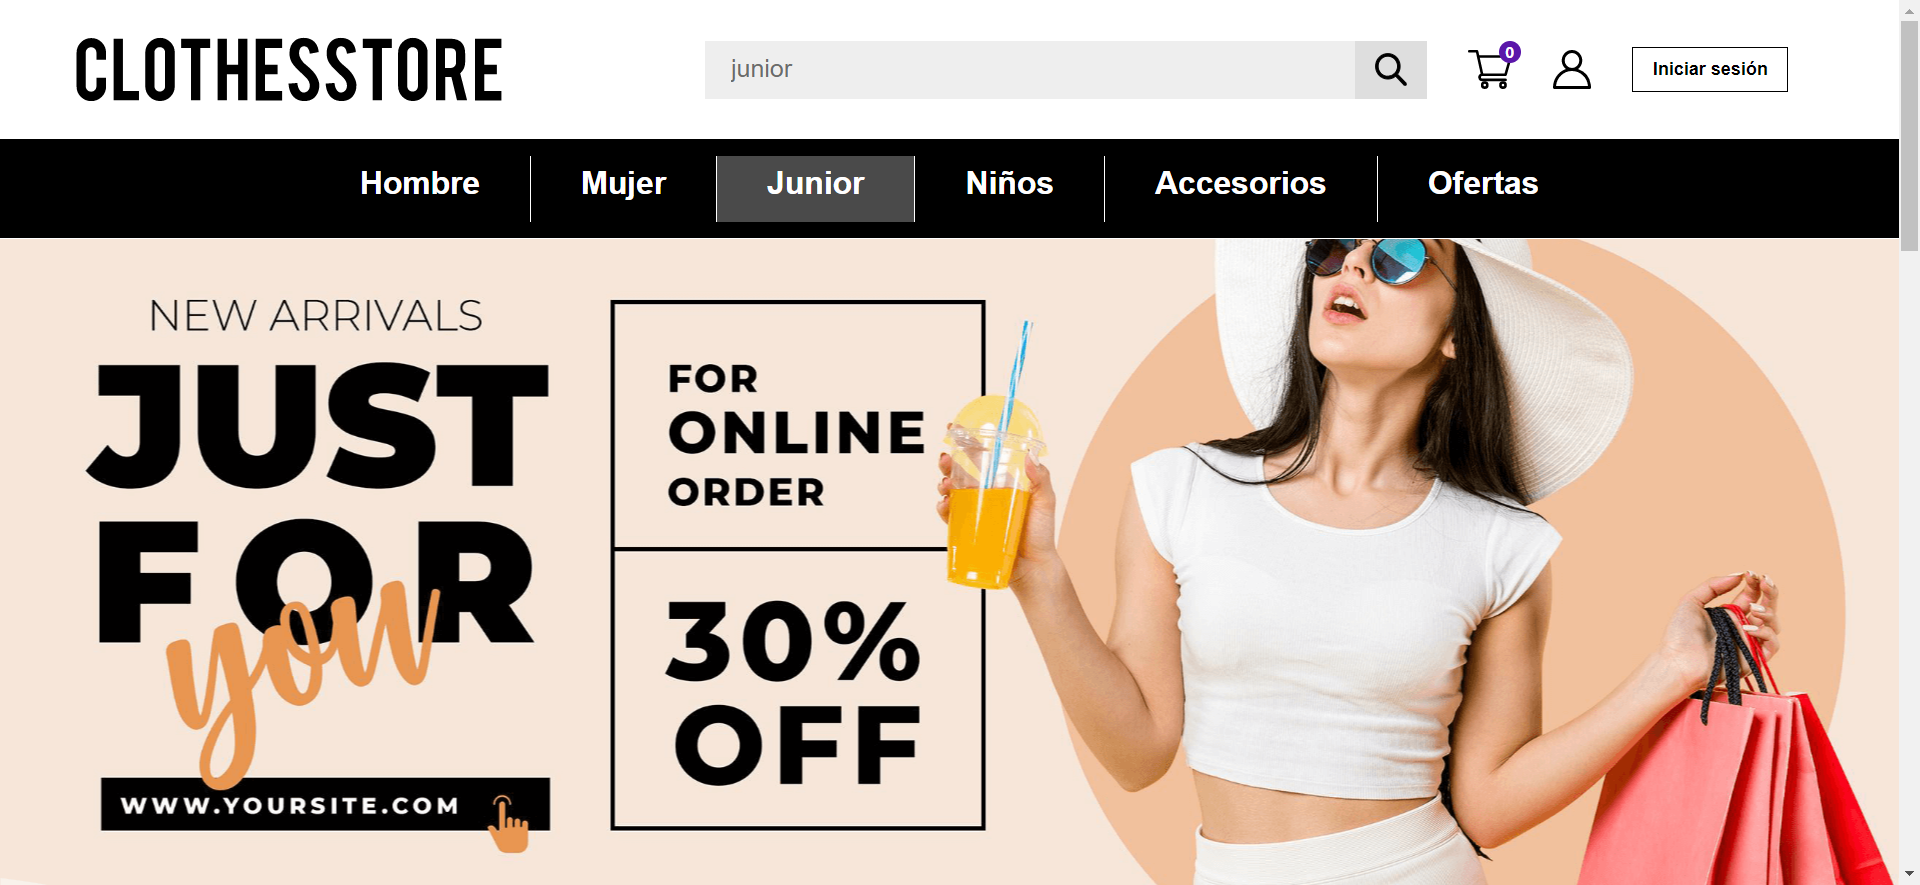 CLOTHESSTORE
junior
0
Iniciar sesión
Hombre
Mujer
Junior
Niños
Accesorios
Ofertas
NEW ARRIVALS
JUST
FOR
you
WWW.YOURSITE.COM
FOR
ONLINE
ORDER
30%
OFF